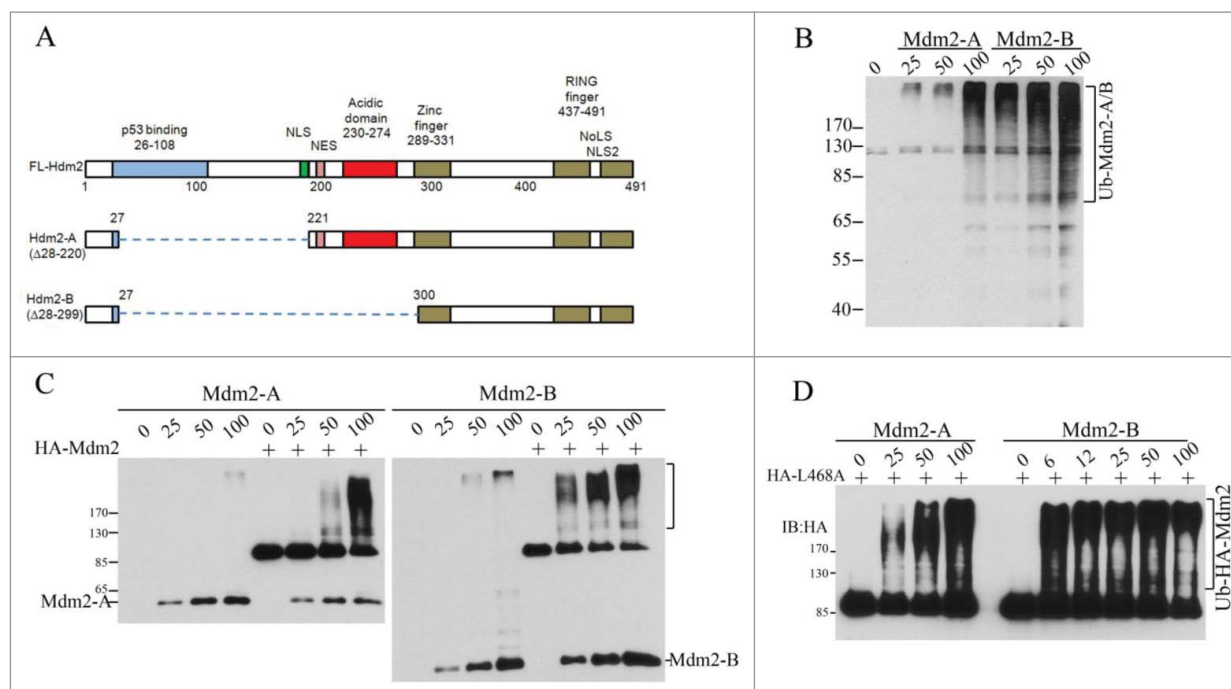 A
p53 binding
26-108
NLS
NES
Acidic
domain
230-274
Zinc
finger
289-331
RING
finger
437-491
NoLS
NLS2
FL-Hdm2
1 100 200 300 400 491
27 221
Hdm2-A
(Δ28-220)
27 300
Hdm2-B
(Δ28-299)
B
Mdm2-A Mdm2-B
0 25 50 100 25 50 100
170
130
85
65
55
40
Ub-Mdm2-A/B
C
Mdm2-A Mdm2-B
0 25 50 100 0 25 50 100 0 25 50 100 0 25 50 100
HA-Mdm2 + + + + + + + +
170
130
85
65
Mdm2-A
Mdm2-B
D
Mdm2-A Mdm2-B
0 25 50 100 0 6 12 25 50 100
HA-L468A + + + + + + + + + +
IB:HA
170
130
85
Ub-HA-Mdm2